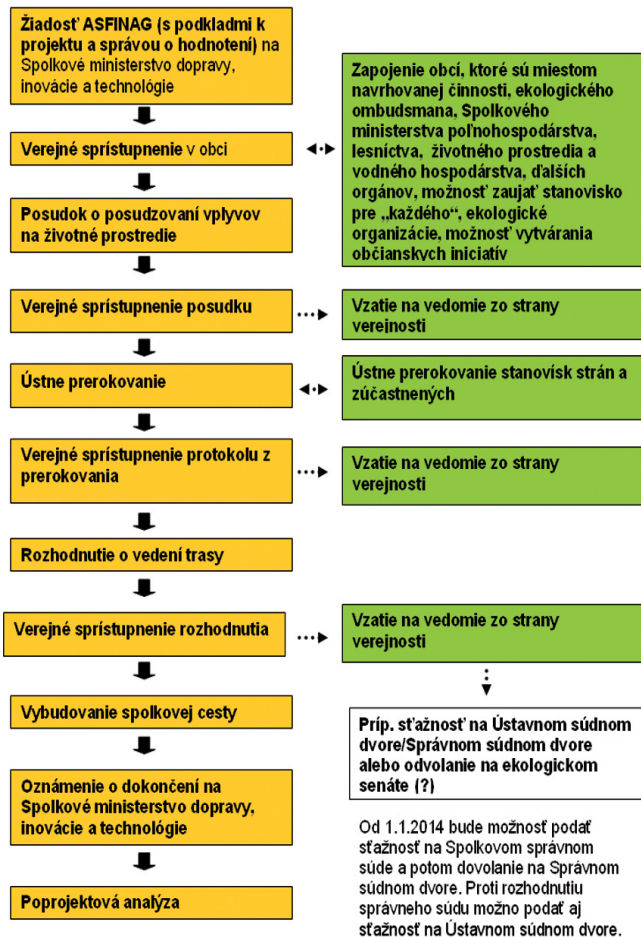 Žiadosť ASFINAG (s podkladmi k
projektu a správou o hodnotení) na
Spolkové ministerstvo dopravy,
inovácie a technológie
Verejné sprístupnenie v obci
Zapojenie obcí, ktoré sú miestom
navrhovanej činnosti, ekologického
ombudsmana, Spolkového
ministerstva poľnohospodárstva,
lesníctva, životného prostredia a
vodného hospodárstva, ďalších
orgánov, možnosť zaujať stanovisko
pre „každého“, ekologické
organizácie, možnosť vytvárania
občianskych iniciatív
Posudok o posudzovaní vplyvov
na životné prostredie
Verejné sprístupnenie posudku
Vzatie na vedomie zo strany
verejnosti
Ústne prerokovanie
Ústne prerokovanie stanovísk strán a
zúčastnených
Verejné sprístupnenie protokolu z
prerokovania
Vzatie na vedomie zo strany
verejnosti
Rozhodnutie o vedení trasy
Verejné sprístupnenie rozhodnutia
Vzatie na vedomie zo strany
verejnosti
Vybudovanie spolkovej cesty
Príp. sťažnosť na Ústavnom súdnom
dvore/Správnom súdnom dvore
alebo odvolanie na ekologickom
senáte (?)
Oznámenie o dokončení na
Spolkové ministerstvo dopravy,
inovácie a technológie
Poprojektová analýza
Od 1.1.2014 bude možnosť podať
sťažnosť na Spolkovom správnom
súde a potom dovolanie na Správnom
súdnom dvore. Proti rozhodnutiu
správneho súdu možno podať aj
sťažnosť na Ústavnom súdnom dvore.